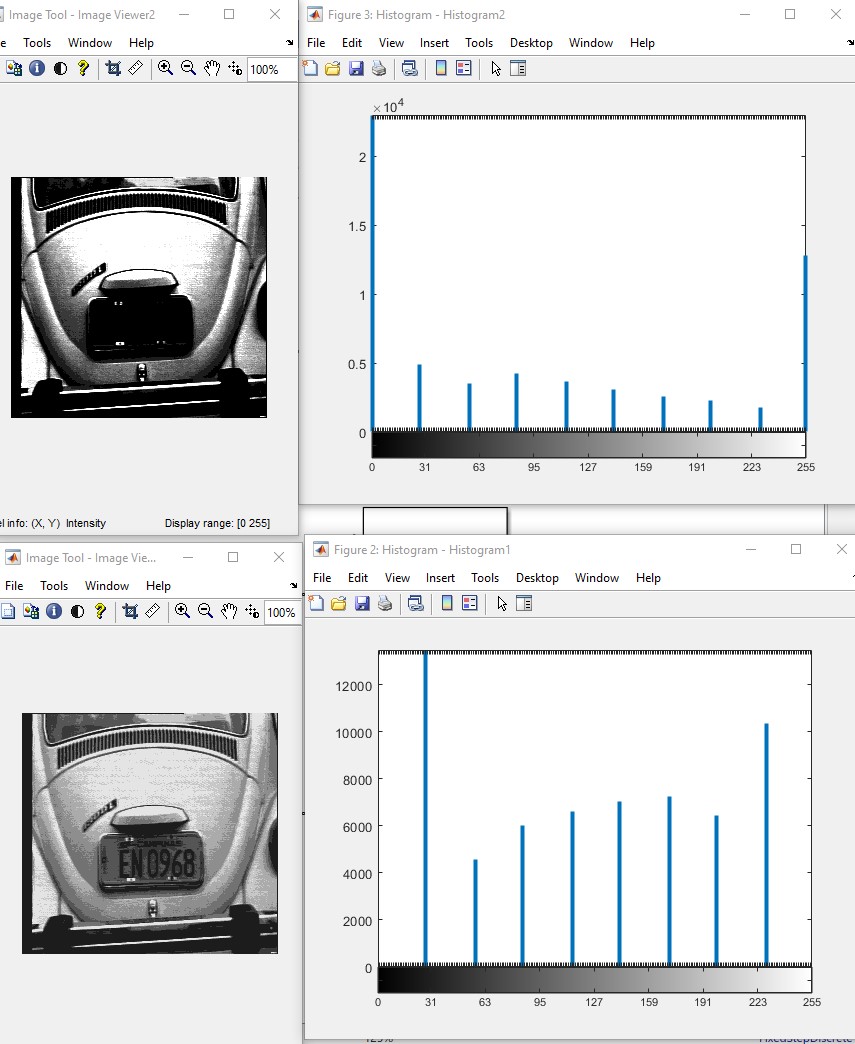 Image Tool - Image Viewer2
Tools Window Help
100%
el info: (X, Y) Intensity
Display range: [0 255]
Figure 3: Histogram - Histogram2
File Edit View Insert Tools Desktop Window Help
×10^4
2
1.5
1
0.5
0
0 31 63 95 127 159 191 223 255
Image Tool - Image Vie...
File Tools Window Help
100%
EN 0968
Figure 2: Histogram - Histogram1
File Edit View Insert Tools Desktop Window Help
12000
10000
8000
6000
4000
2000
0
0 31 63 95 127 159 191 223 255
125%
FixedStepDiscrete